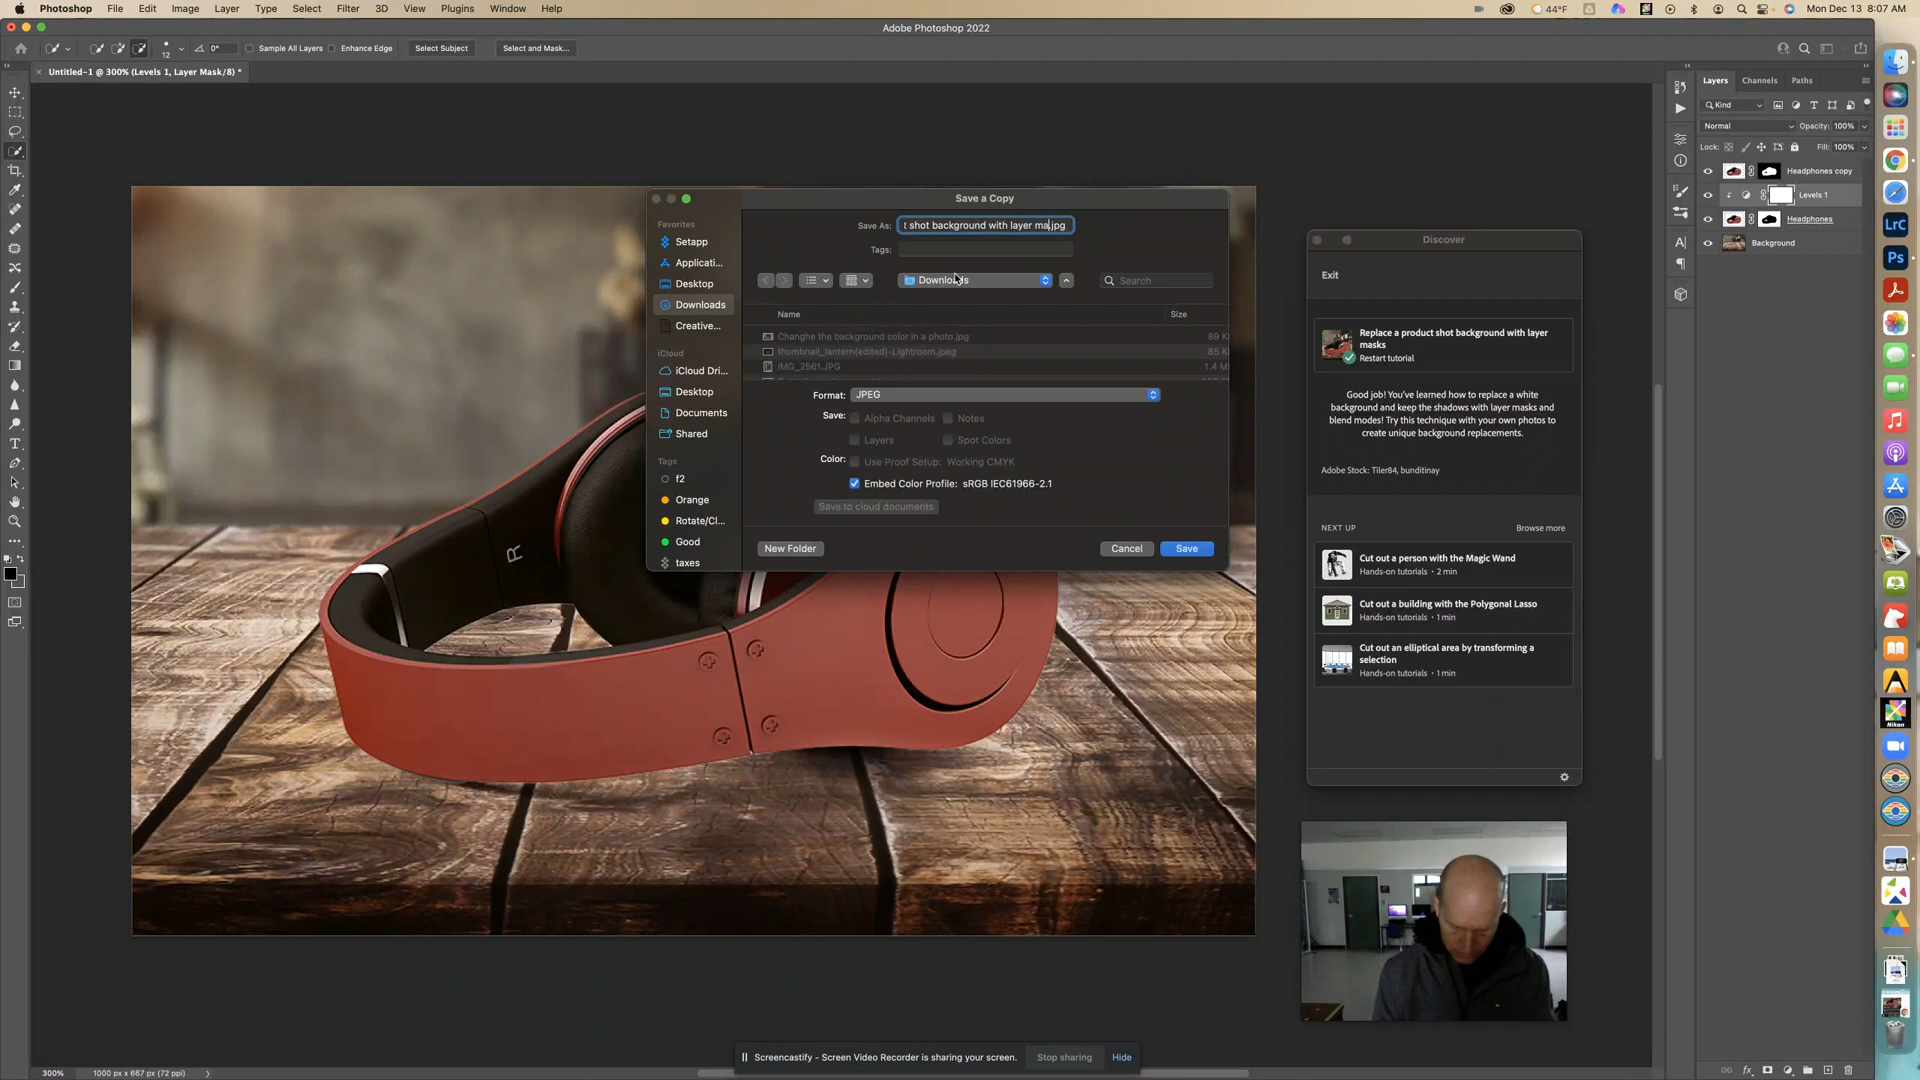 Photoshop File Edit Image Layer Type Select Filter 3D View Plugins Window Help 44°F Mon Dec 13 8:07 AM
Adobe Photoshop 2022
12 0° Sample All Layers Enhance Edge Select Subject Select and Mask...
Untitled-1 @ 300% (Levels 1, Layer Mask/8) *
Layers Channels Paths
Kind
Normal Opacity: 100%
Lock: Fill: 100%
Headphones copy
Levels 1
Headphones
Background
Save a Copy
Save As: t shot background with layer ma.jpg
Tags:
Downloads
Search
Favorites
Setapp
Applicati...
Desktop
Downloads
Creative...
iCloud
iCloud Dri...
Desktop
Documents
Shared
Tags
f2
Orange
Rotate/Cl...
Good
taxes
Name Size
Changhe the background color in a photo.jpg 89 K
thumbnail_lantern(edited)-Lightroom.jpeg 85 K
IMG_2561.JPG 1.4 M
Format: JPEG
Save: Alpha Channels Notes
Layers Spot Colors
Color: Use Proof Setup: Working CMYK
Embed Color Profile: sRGB IEC61966-2.1
Save to cloud documents
New Folder Cancel Save
Discover
Exit
Replace a product shot background with layer
masks
Restart tutorial
Good job! You've learned how to replace a white
background and keep the shadows with layer masks and
blend modes! Try this technique with your own photos to
create unique background replacements.
Adobe Stock: Tiler84, bunditinay
NEXT UP Browse more
Cut out a person with the Magic Wand
Hands-on tutorials • 2 min
Cut out a building with the Polygonal Lasso
Hands-on tutorials • 1 min
Cut out an elliptical area by transforming a
selection
Hands-on tutorials • 1 min
R
LrC
Ps
Nikon
Screencastify - Screen Video Recorder is sharing your screen. Stop sharing Hide
300% 1000 px x 667 px (72 ppi)
fx